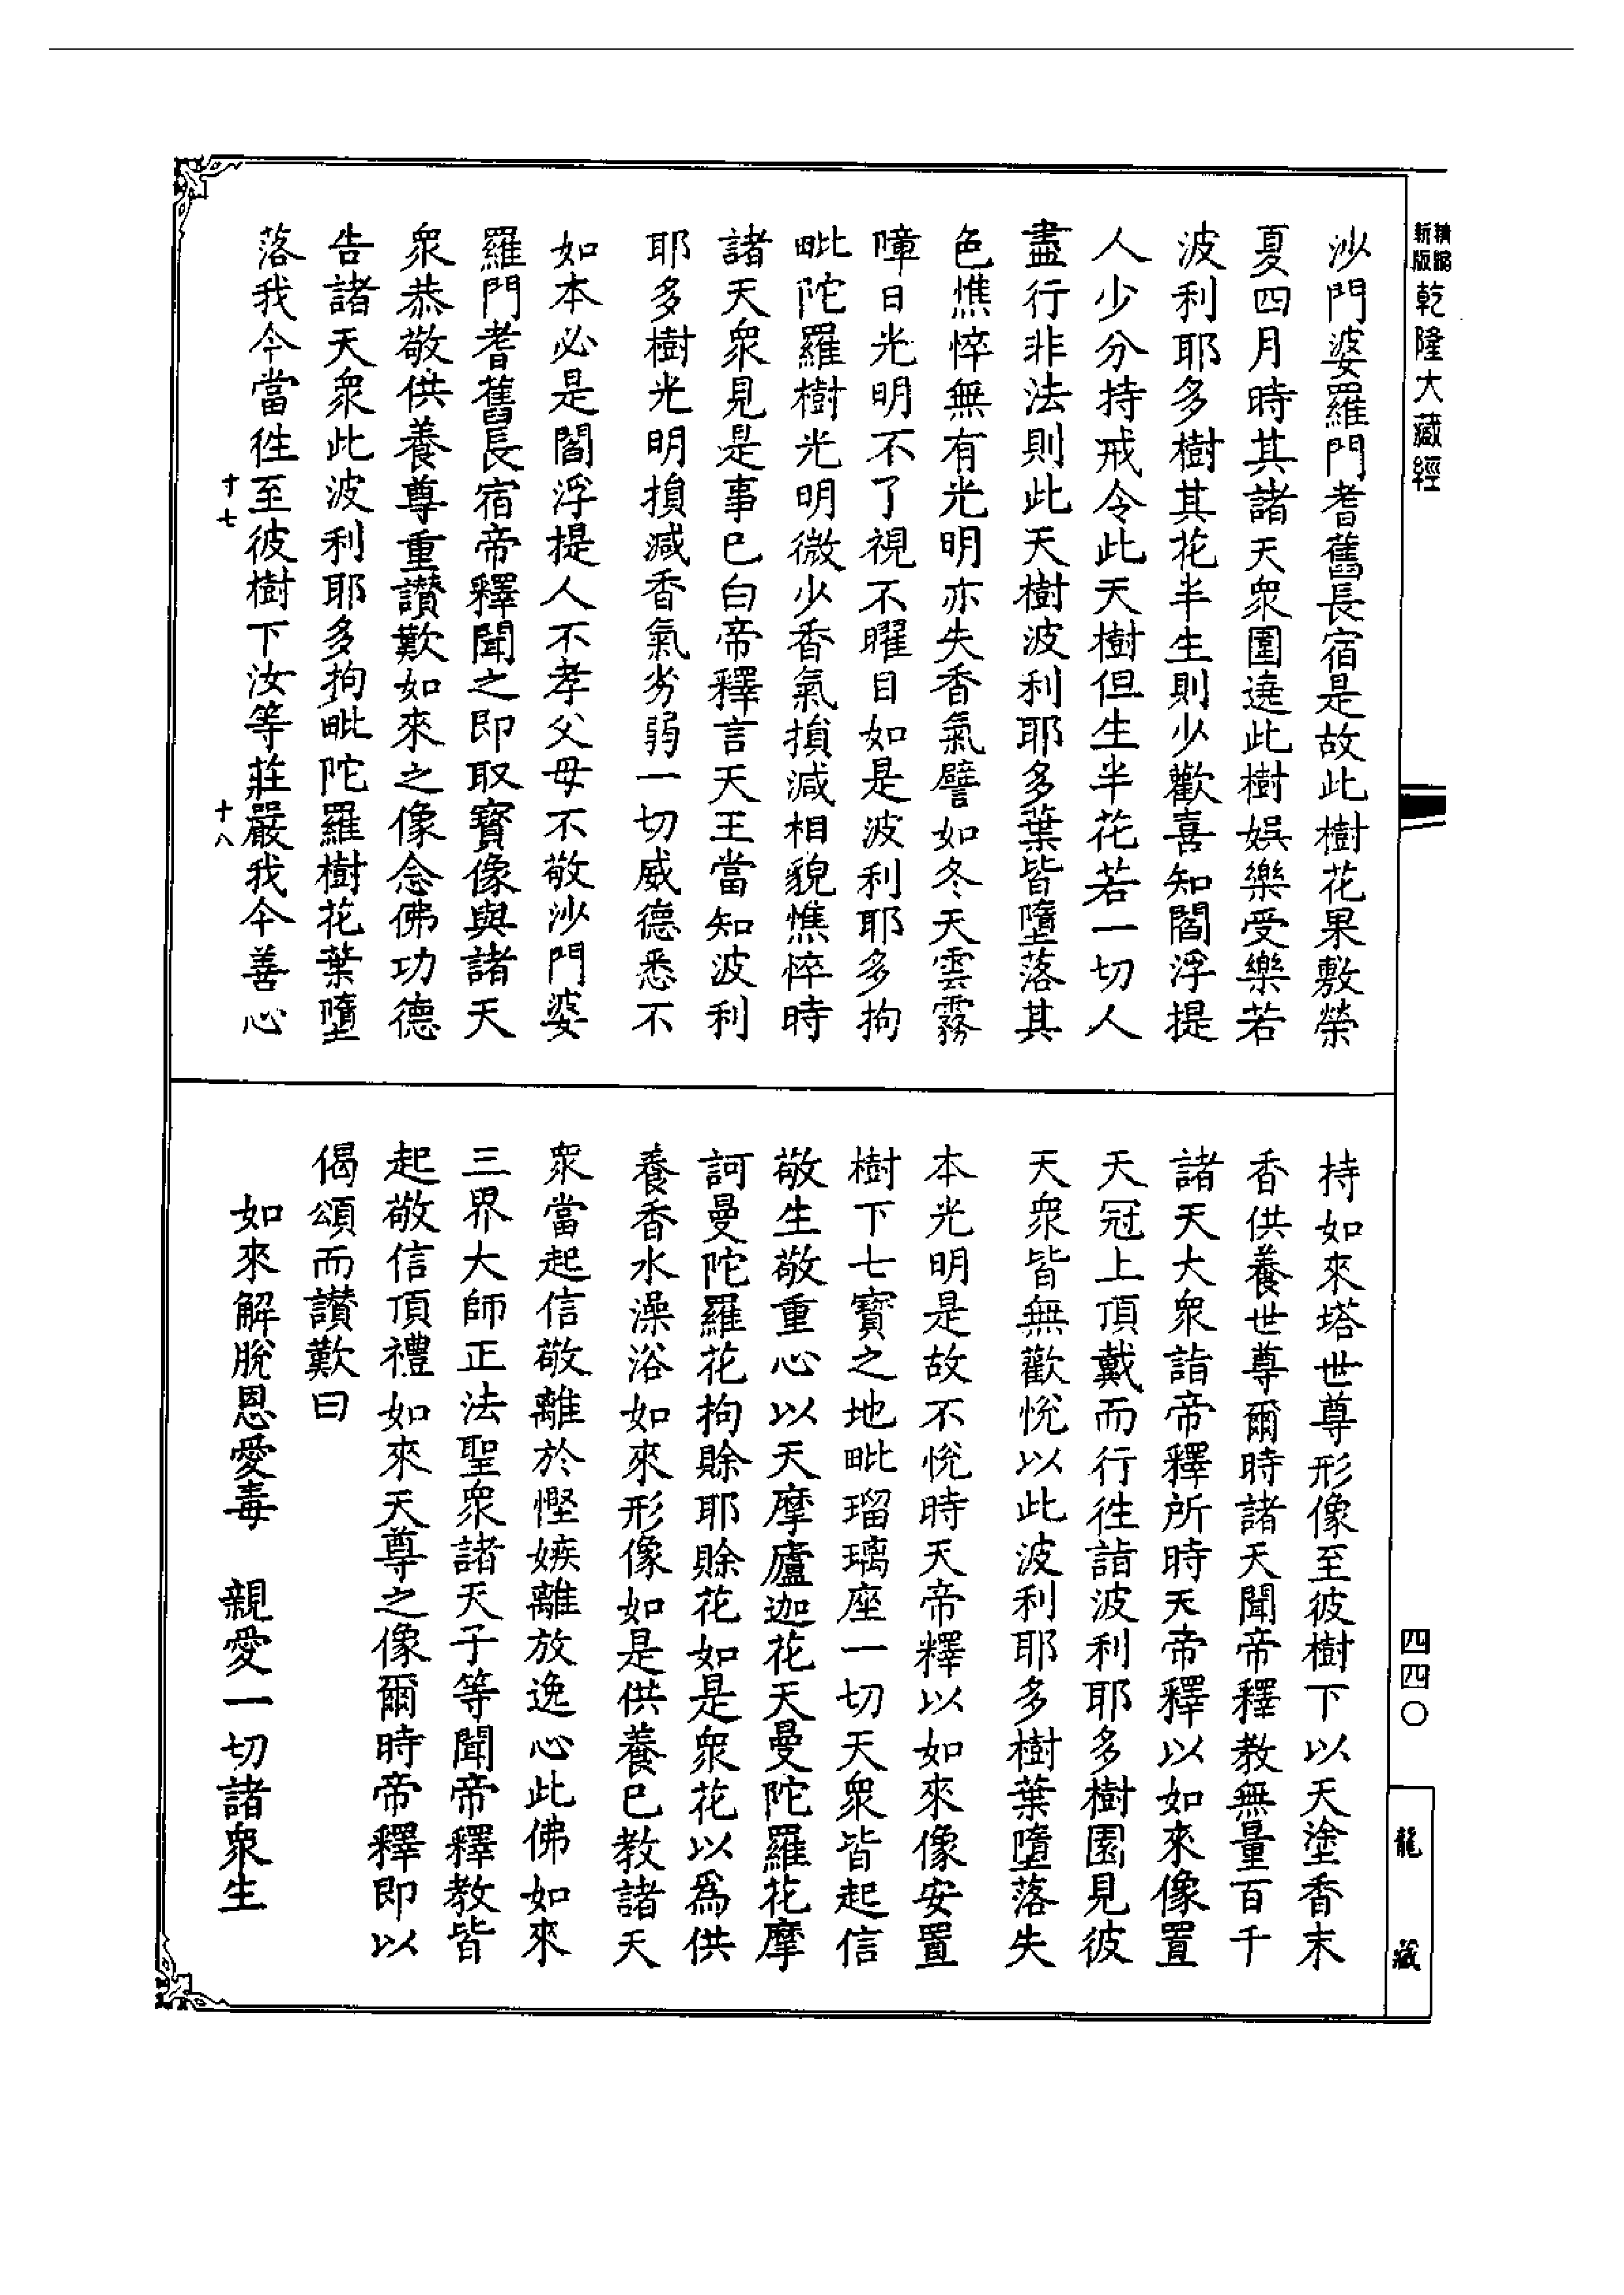 新版精編乾隆大藏經
沙門婆羅門耆舊長宿是故此樹花果敷榮
夏四月時其諸天衆圍遶此樹娛樂受樂若
波利耶多樹其花半生則少歡喜知閻浮提
人少分持戒令此天樹但生半花若一切人
盡行非法則此天樹波利耶多葉皆墮落其
色憔悴無有光明亦失香氣譬如冬天雲霧
障日光明不了視不曜目如是波利耶多拘
毗陀羅樹光明微少香氣損減相貌憔悴時
諸天衆見是事已白帝釋言天王當知波利
耶多樹光明損減香氣劣弱一切威德悉不
如本必是閻浮提人不孝父母不敬沙門婆
羅門耆舊長宿帝釋聞之即取寳像與諸天
衆恭敬供養尊重讚歎如來之像念佛功德
告諸天衆此波利耶多拘毗陀羅樹花葉墮
落我今當徃至彼樹下汝等莊嚴我今善心
十七
十八
持如來塔世尊形像至彼樹下以天塗香末
香供養世尊爾時諸天聞帝釋教無量百千
諸天大衆詣帝釋所時天帝釋以如來像置
天冠上頂戴而行徃詣波利耶多樹園見彼
天衆皆無歡悅以此波利耶多樹葉墮落失
本光明是故不悅時天帝釋以如來像安置
樹下七寳之地毗瑠璃座一切天衆皆起信
敬生敬重心以天摩廬迦花天曼陀羅花摩
訶曼陀羅花拘賒耶賒花如是衆花以爲供
養香水澡浴如來形像如是供養已教諸天
衆當起信敬離於慳嫉離放逸心此佛如來
三界大師正法聖衆諸天子等聞帝釋教皆
起敬信頂禮如來天尊之像爾時帝釋即以
偈頌而讃歎曰
如來解脫恩愛毒　親愛一切諸衆生
四四〇
龍藏